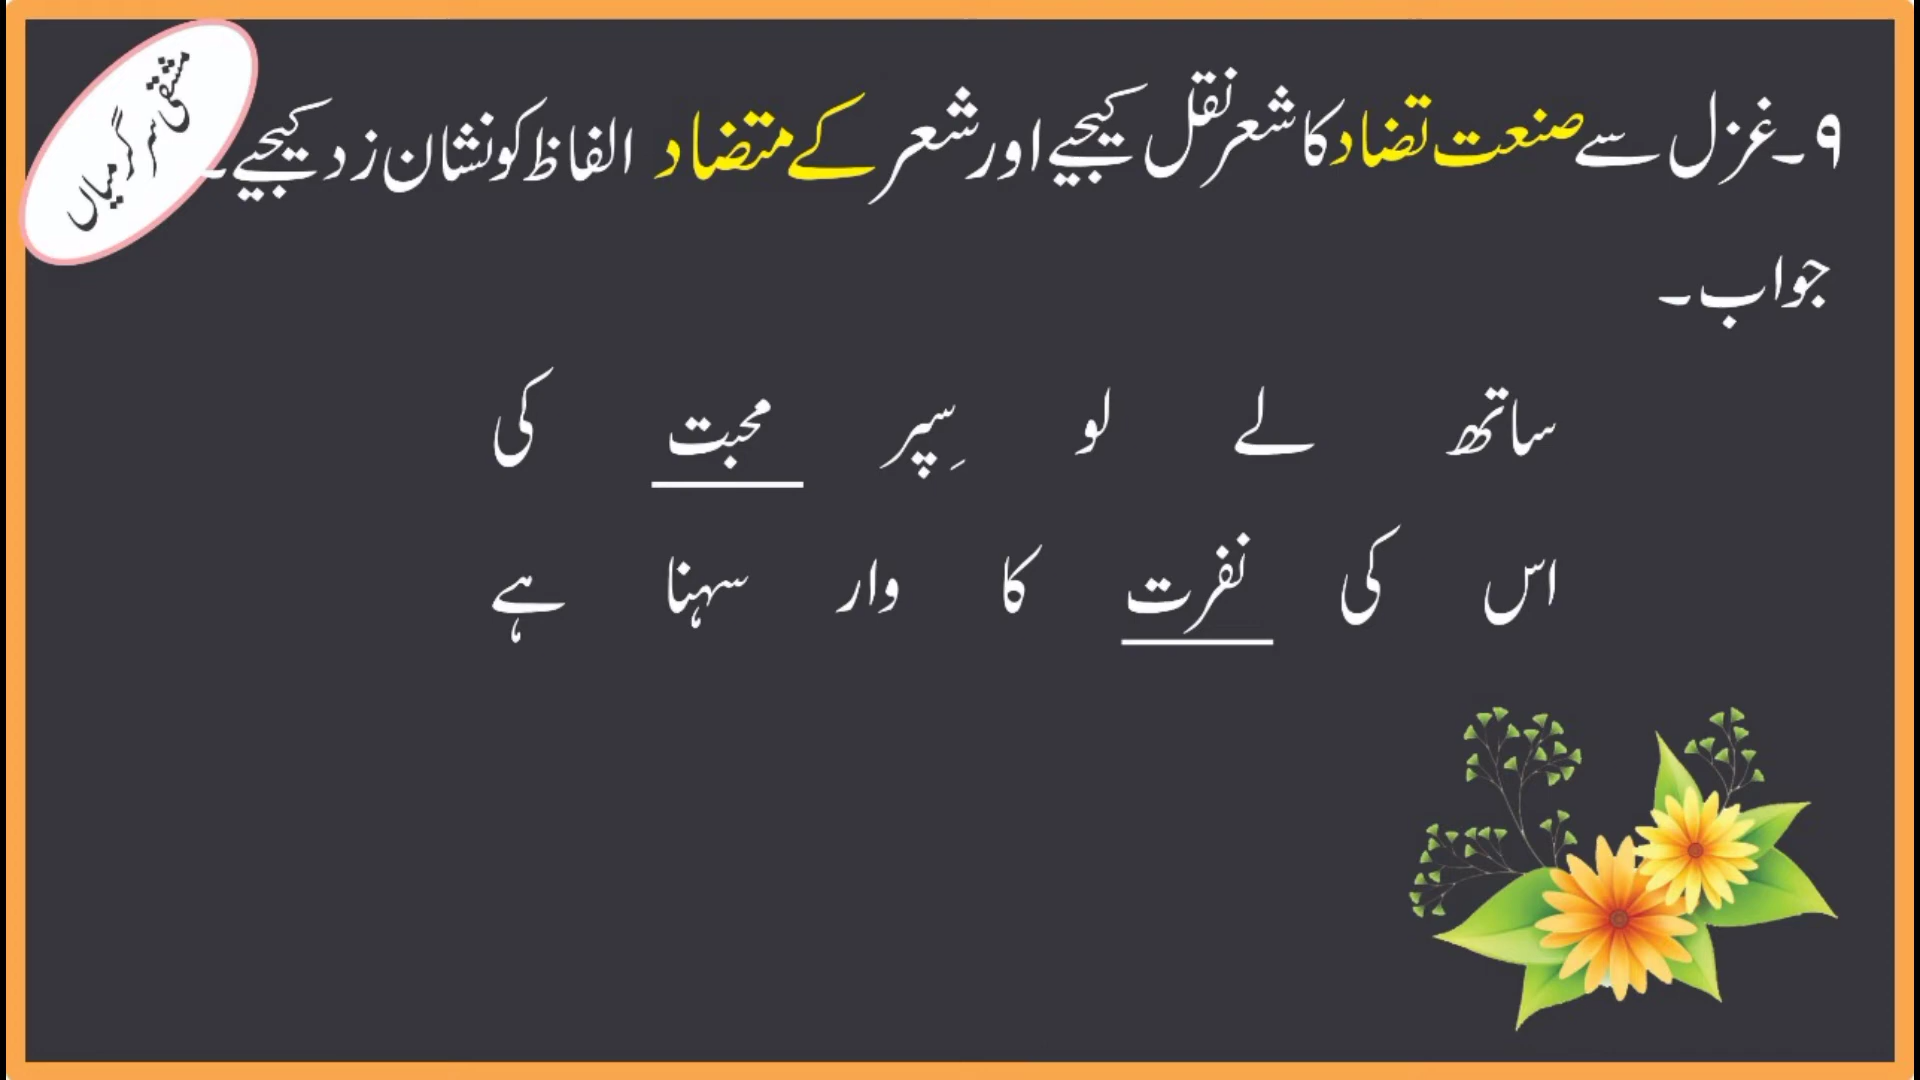 مشقی سرگرمیاں
۹۔غزل سے صنعت تضاد کا شعر نقل کیجیے اور شعر کے متضاد الفاظ کو نشان زد کیجیے۔
جواب۔
ساتھ لے لو سِپر محبت کی
اس کی نفرت کا وار سہنا ہے